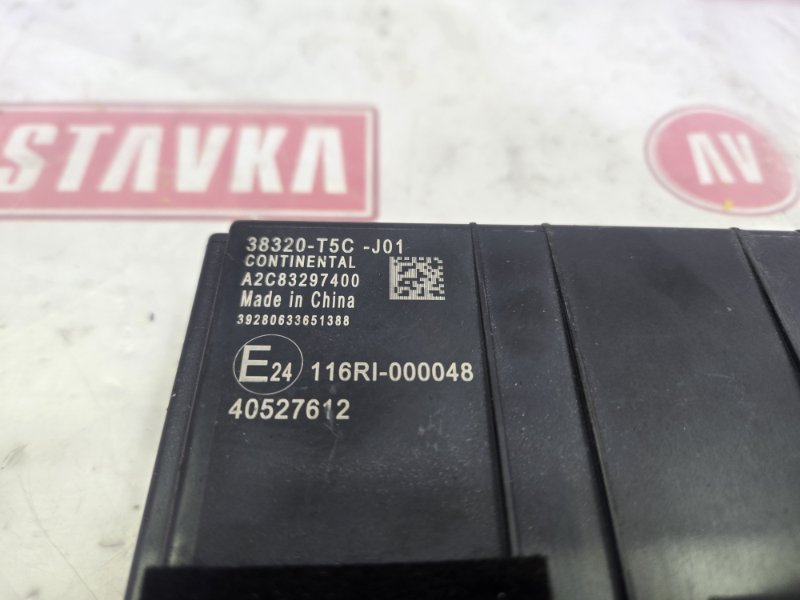 STAVKA
AV
38320-T5C -J01
CONTINENTAL
A2C83297400
Made in China
39280633651388
E24 116RI-000048
40527612